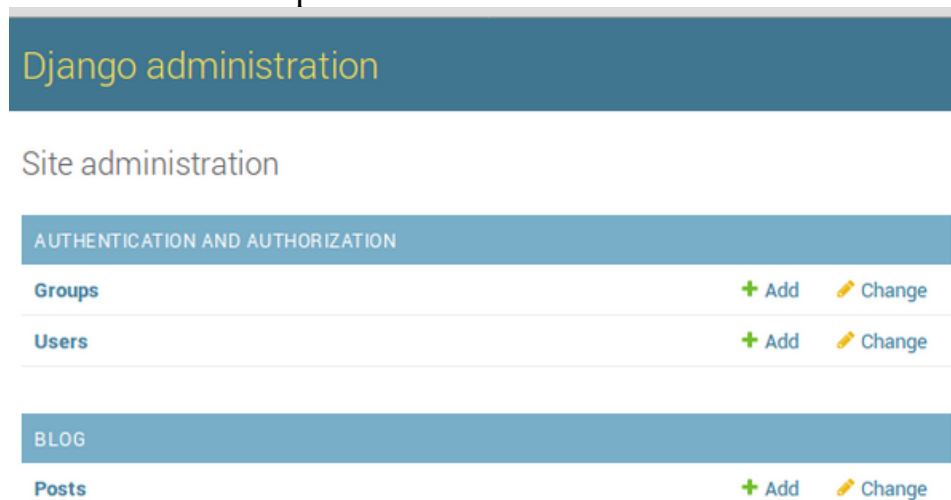 Django administration
Site administration
AUTHENTICATION AND AUTHORIZATION
Groups Add Change
Users Add Change
BLOG
Posts Add Change